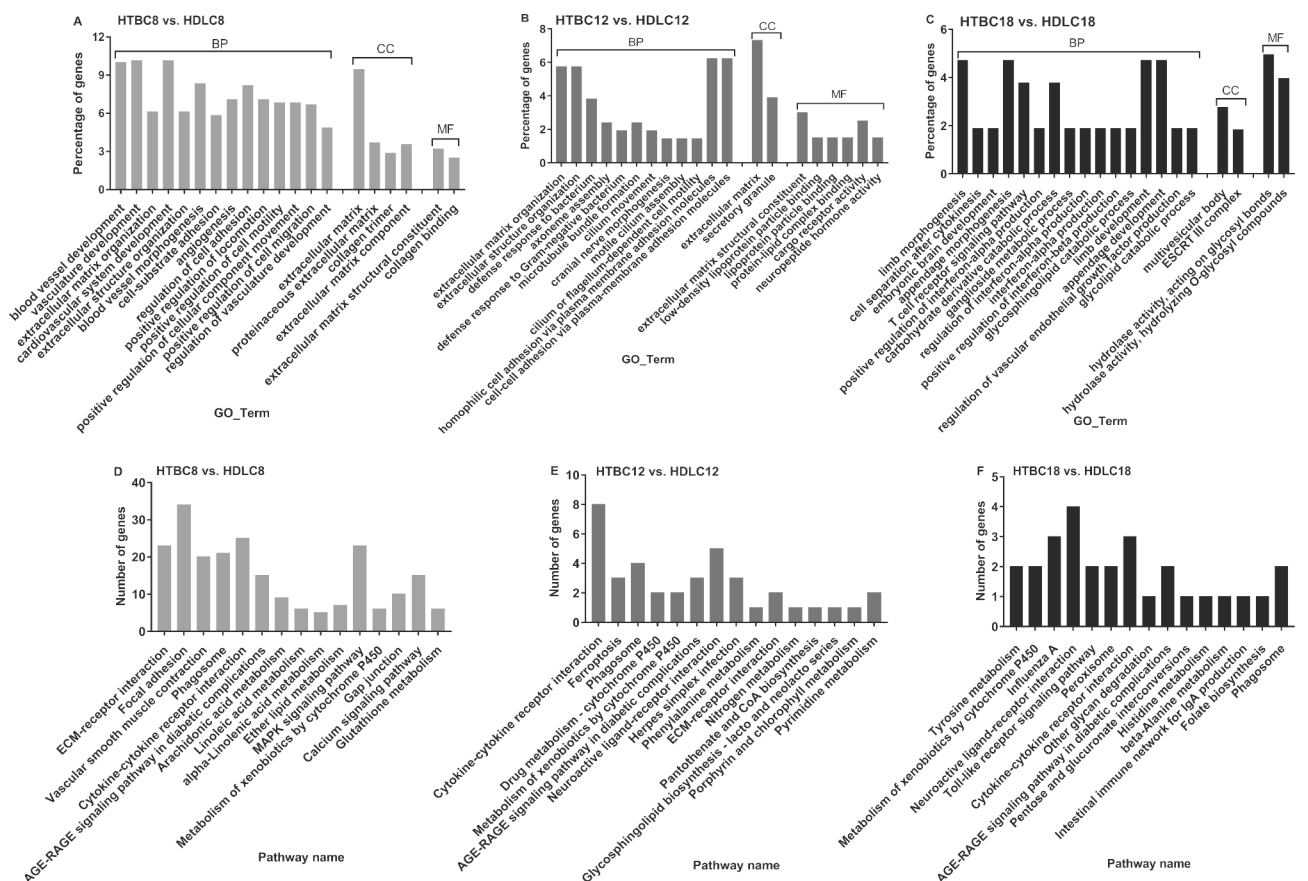 A HTBC8 vs. HDLC8
Percentage of genes
12
9
6
3
0
BP
CC
MF
blood vessel development
vasculature development
extracellular matrix organization
cardiovascular system development
extracellular structure organization
blood vessel morphogenesis
cell-substrate adhesion
angiogenesis
regulation of cell adhesion
positive regulation of locomotion
positive regulation of cell motility
positive regulation of cellular component movement
positive regulation of cell migration
regulation of vasculature development
extracellular matrix
proteinaceous extracellular matrix
collagen trimer
extracellular matrix component
extracellular matrix structural constituent
collagen binding
GO_Term
B HTBC12 vs. HDLC12
Percentage of genes
8
6
4
2
0
BP
CC
MF
extracellular matrix organization
extracellular structure organization
defense response to bacterium
axoneme assembly
defense response to Gram-negative bacterium
microtubule bundle formation
cilium movement
cranial nerve morphogenesis
motile cilium assembly
cilium or flagellum-dependent cell motility
homophilic cell adhesion via plasma membrane adhesion molecules
cell-cell adhesion via plasma-membrane adhesion molecules
extracellular matrix
secretory granule
extracellular matrix structural constituent
low-density lipoprotein particle binding
lipoprotein particle binding
protein-lipid complex binding
cargo receptor activity
neuropeptide hormone activity
GO_Term
C HTBC18 vs. HDLC18
Percentage of genes
6
4
2
0
BP
CC
MF
limb morphogenesis
cell separation after cytokinesis
embryonic brain development
appendage morphogenesis
T cell receptor signaling pathway
positive regulation of interferon-alpha production
carbohydrate derivative catabolic process
ganglioside metabolic process
regulation of interferon-alpha production
positive regulation of interferon-beta production
glycosphingolipid catabolic process
limb development
appendage development
regulation of vascular endothelial growth factor production
glycolipid catabolic process
multivesicular body
ESCRT III complex
hydrolase activity, acting on glycosyl bonds
hydrolase activity, hydrolyzing O-glycosyl compounds
GO_Term
D HTBC8 vs. HDLC8
Number of genes
40
30
20
10
0
ECM-receptor interaction
Focal adhesion
Vascular smooth muscle contraction
Phagosome
Cytokine-cytokine receptor interaction
AGE-RAGE signaling pathway in diabetic complications
Arachidonic acid metabolism
Linoleic acid metabolism
alpha-Linolenic acid metabolism
Ether lipid metabolism
MAPK signaling pathway
Metabolism of xenobiotics by cytochrome P450
Gap junction
Calcium signaling pathway
Glutathione metabolism
Pathway name
E HTBC12 vs. HDLC12
Number of genes
10
8
6
4
2
0
Cytokine-cytokine receptor interaction
Ferroptosis
Phagosome
Drug metabolism - cytochrome P450
Metabolism of xenobiotics by cytochrome P450
AGE-RAGE signaling pathway in diabetic complications
Neuroactive ligand-receptor interaction
Herpes simplex infection
Phenylalanine metabolism
ECM-receptor interaction
Nitrogen metabolism
Pantothenate and CoA biosynthesis
Glycosphingolipid biosynthesis - lacto and neolacto series
Porphyrin and chlorophyll metabolism
Pyrimidine metabolism
Pathway name
F HTBC18 vs. HDLC18
Number of genes
5
4
3
2
1
0
Tyrosine metabolism
Metabolism of xenobiotics by cytochrome P450
Influenza A
Neuroactive ligand-receptor interaction
Toll-like receptor signaling pathway
Peroxisome
Cytokine-cytokine receptor interaction
Other glycan degradation
AGE-RAGE signaling pathway in diabetic complications
Pentose and glucuronate interconversions
Histidine metabolism
beta-Alanine metabolism
Intestinal immune network for IgA production
Folate biosynthesis
Phagosome
Pathway name